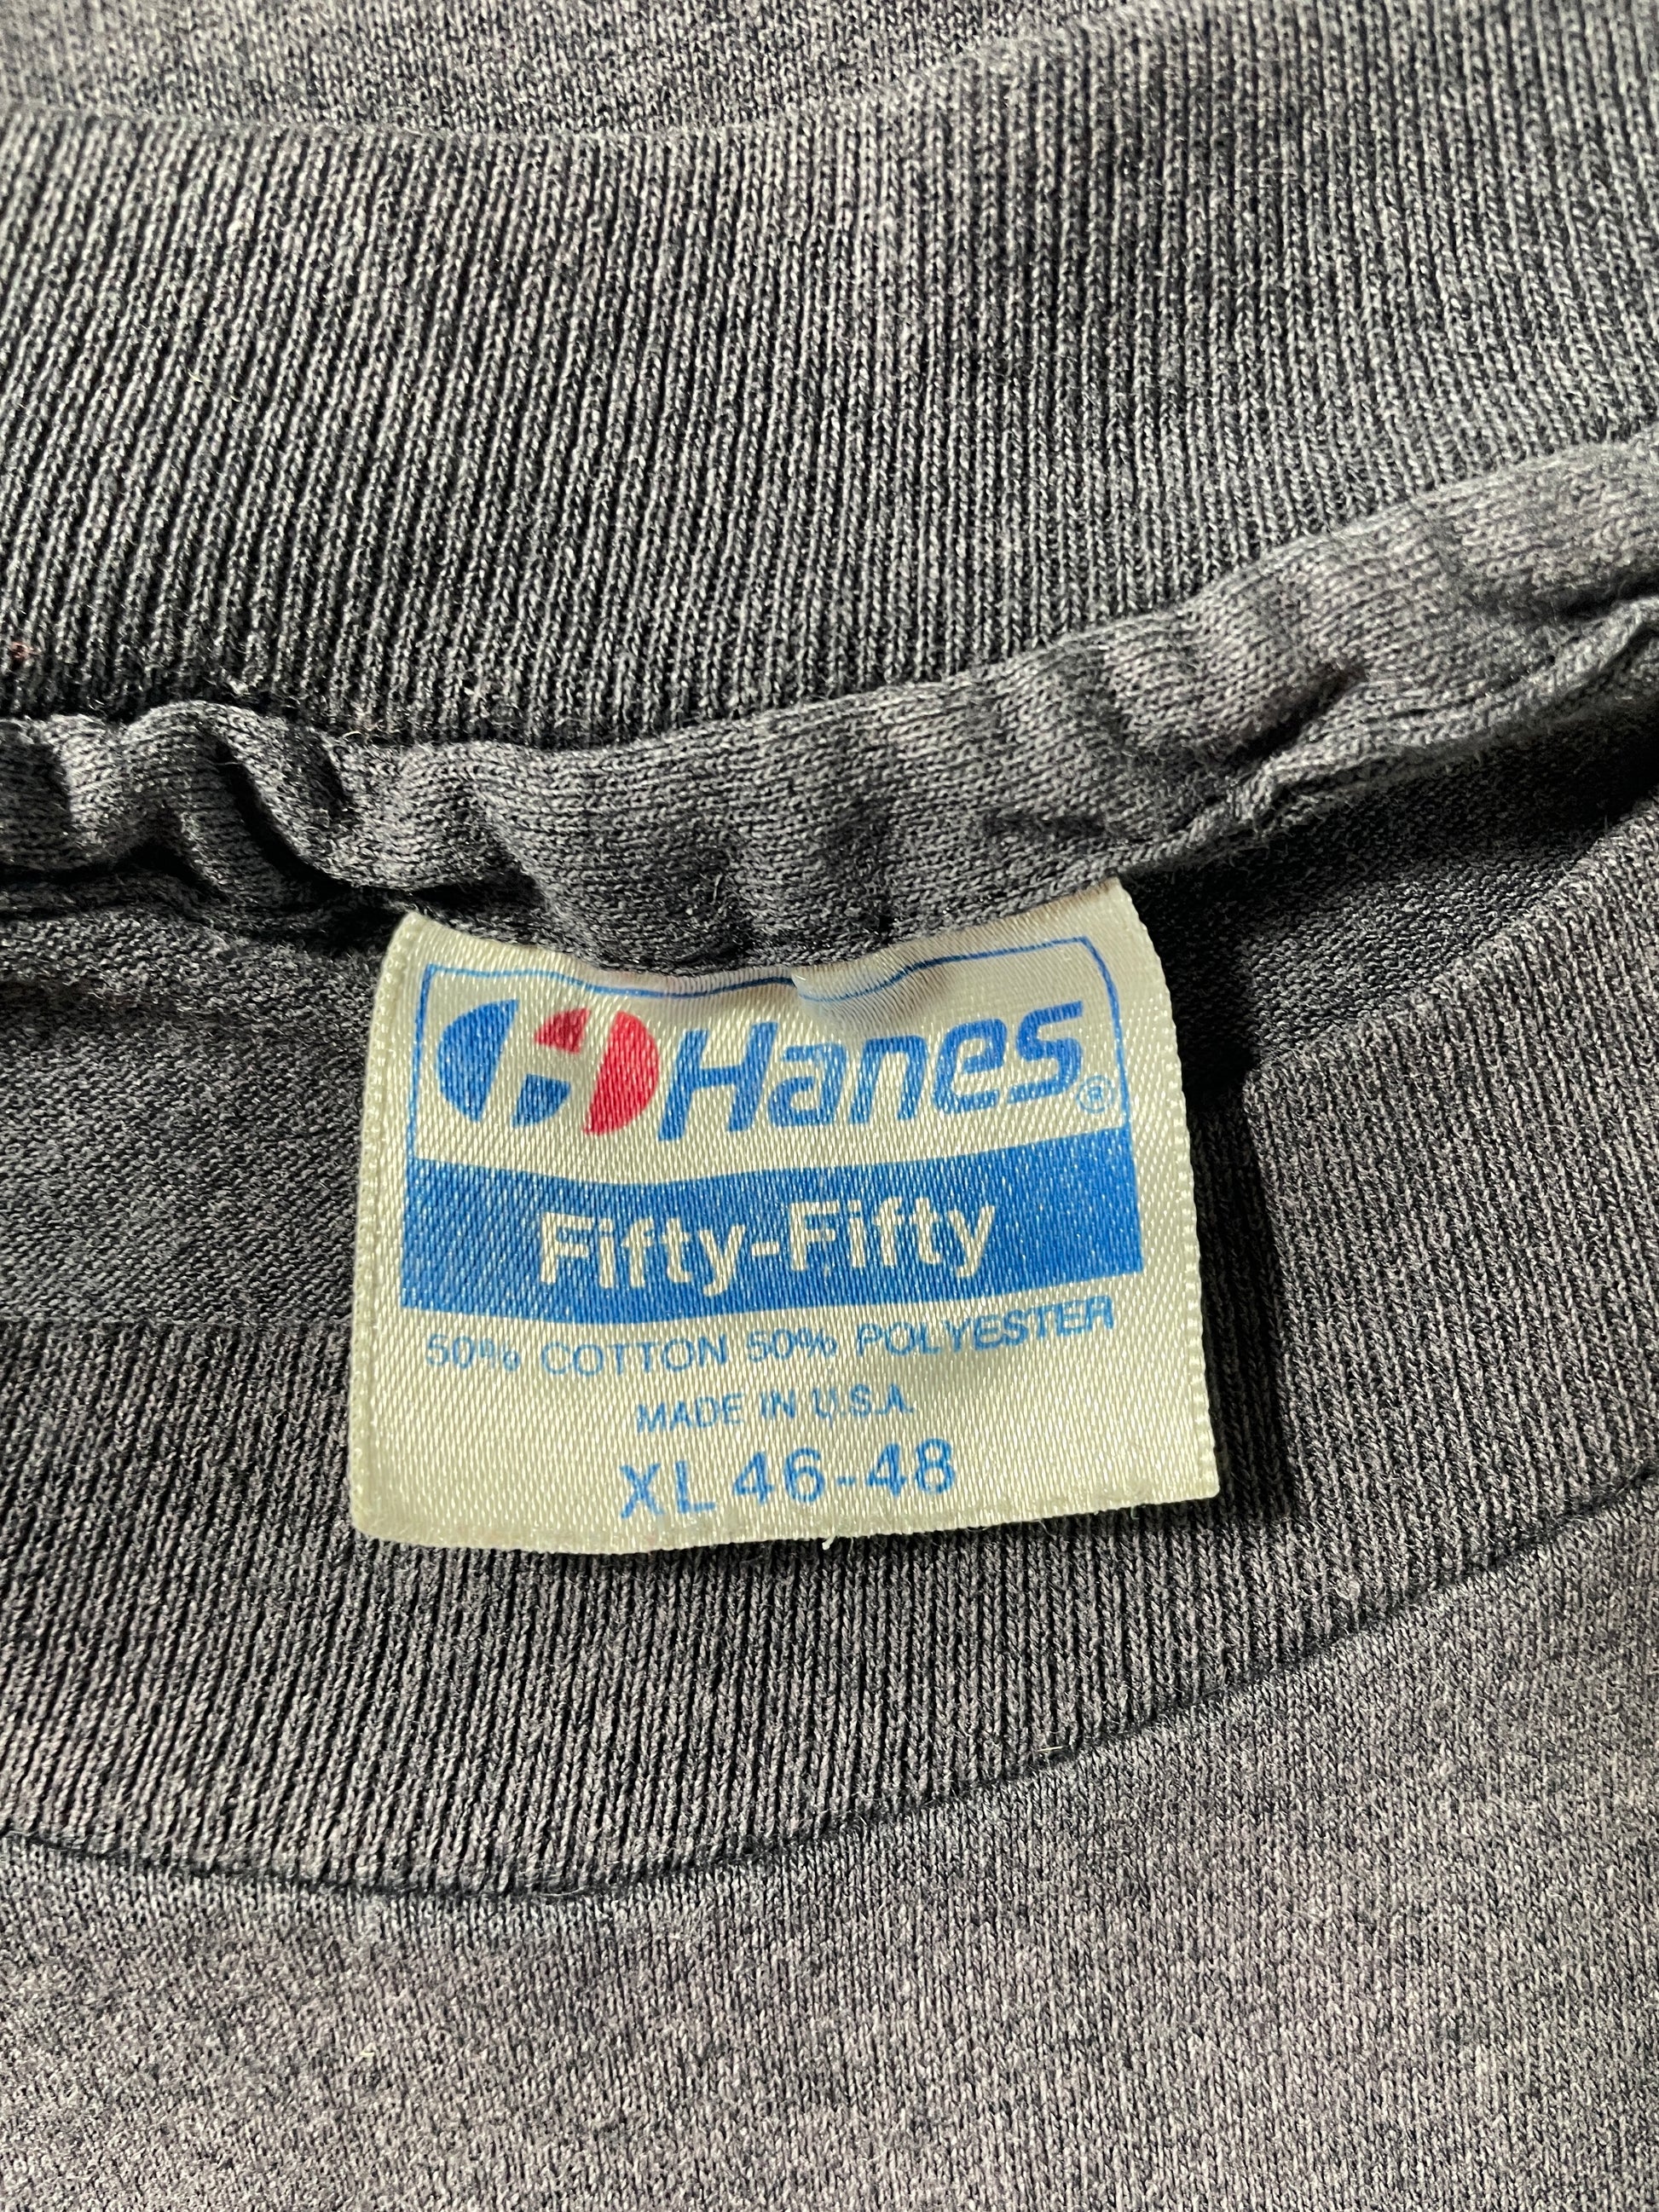 H Hanes®
Fifty-Fifty
50% COTTON 50% POLYESTER
MADE IN U.S.A.
XL 46-48